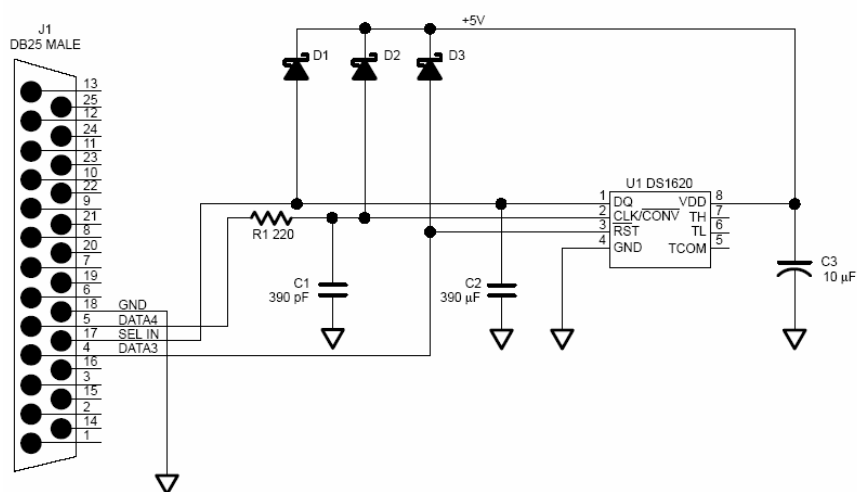 J1
DB25 MALE
13
25
12
24
11
23
10
22
9
21
8
20
7
19
6
18 GND
5 DATA4
17 SEL IN
4 DATA3
16
3
15
2
14
1
+5V
D1
D2
D3
R1 220
C1
390 pF
C2
390 µF
U1 DS1620
1 DQ VDD 8
2 CLK/CONV TH 7
3 RST TL 6
4 GND TCOM 5
C3
10 µF